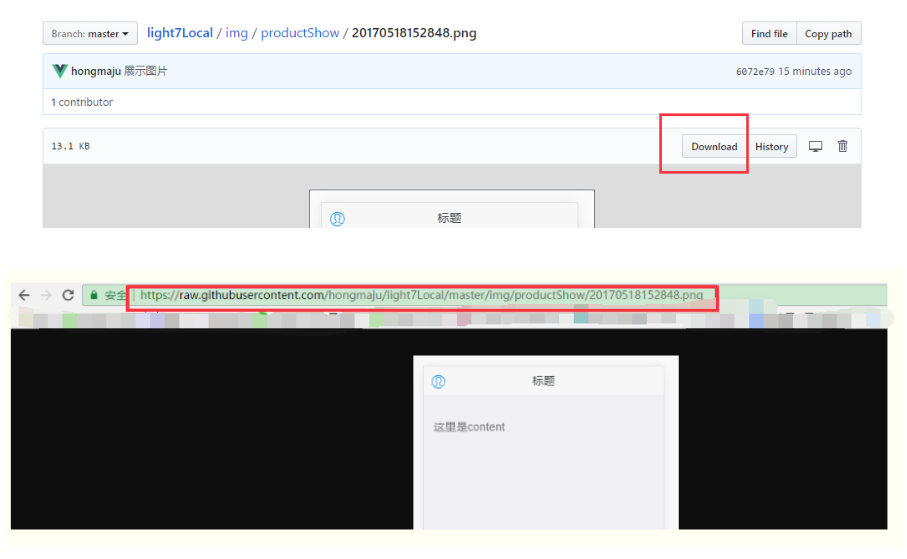 Branch: master light7Local / img / productShow / 20170518152848.png Find file Copy path
hongmaju 展示图片 6072e79 15 minutes ago
1 contributor
13.1 KB Download History
标题
安全 https://raw.githubusercontent.com/hongmaju/light7Local/master/img/productShow/20170518152848.png
标题
这里是content